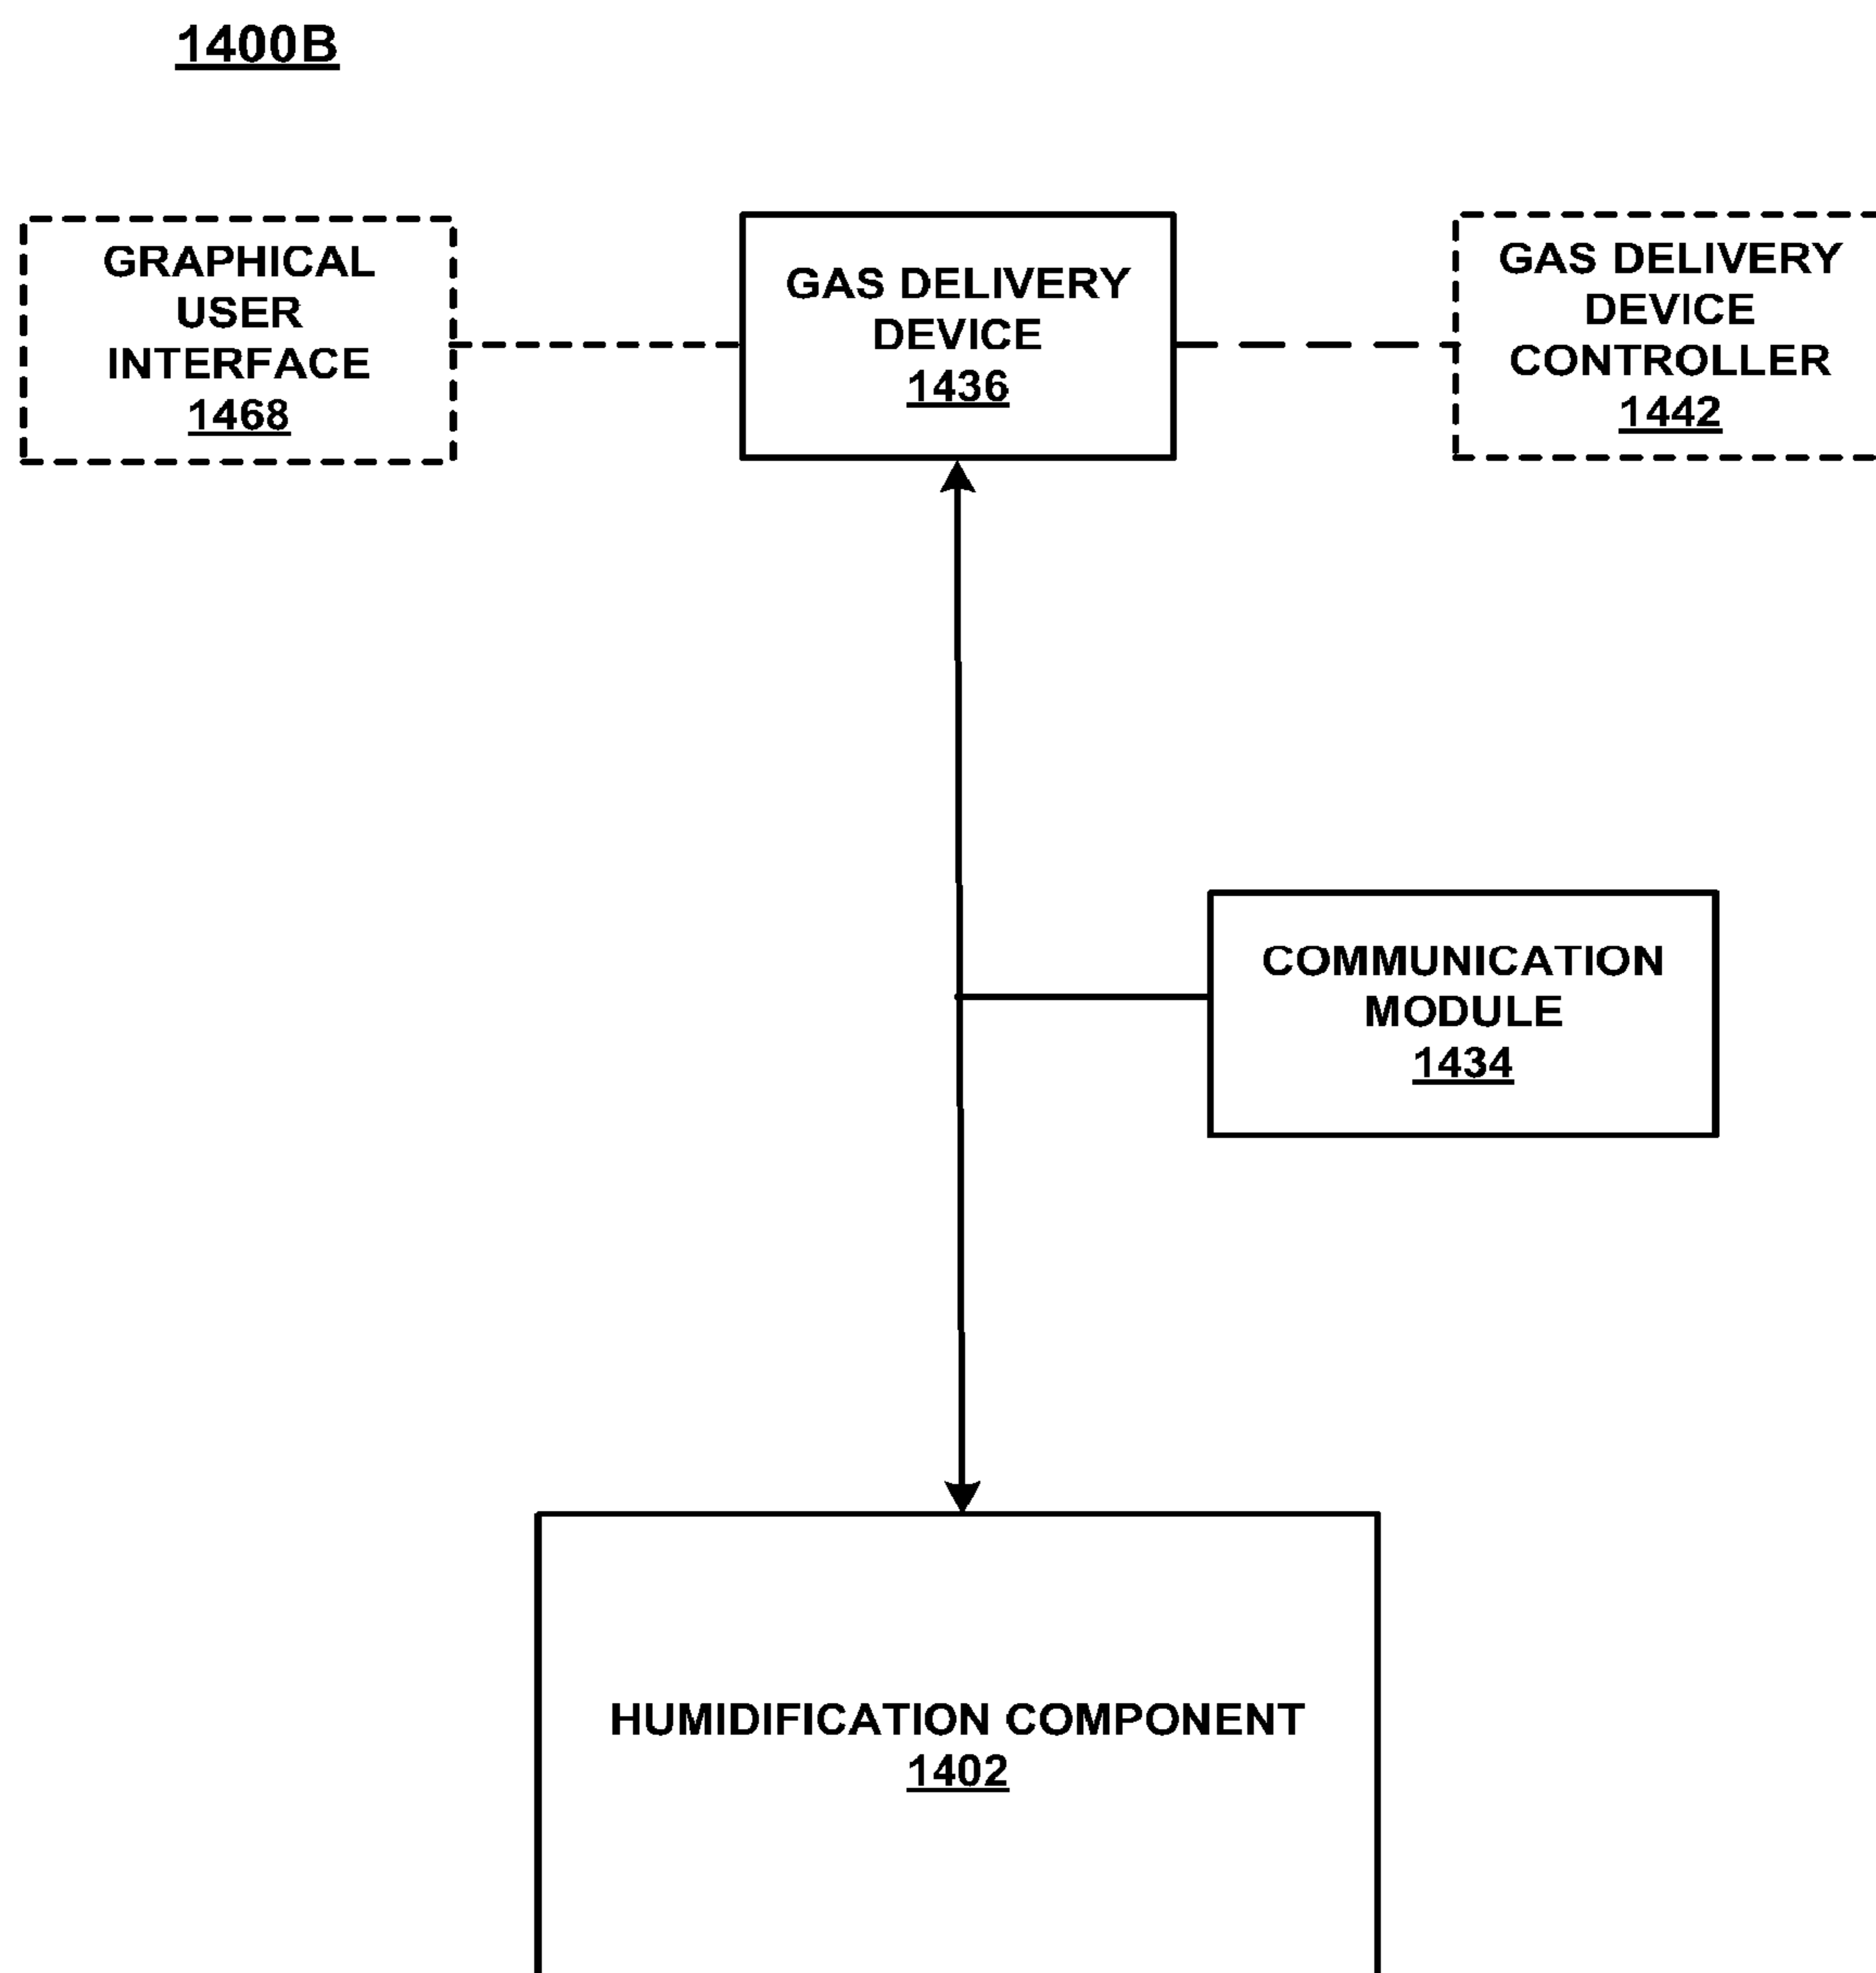 1400B
GRAPHICAL
USER
INTERFACE
1468
GAS DELIVERY
DEVICE
1436
GAS DELIVERY
DEVICE
CONTROLLER
1442
COMMUNICATION
MODULE
1434
HUMIDIFICATION COMPONENT
1402